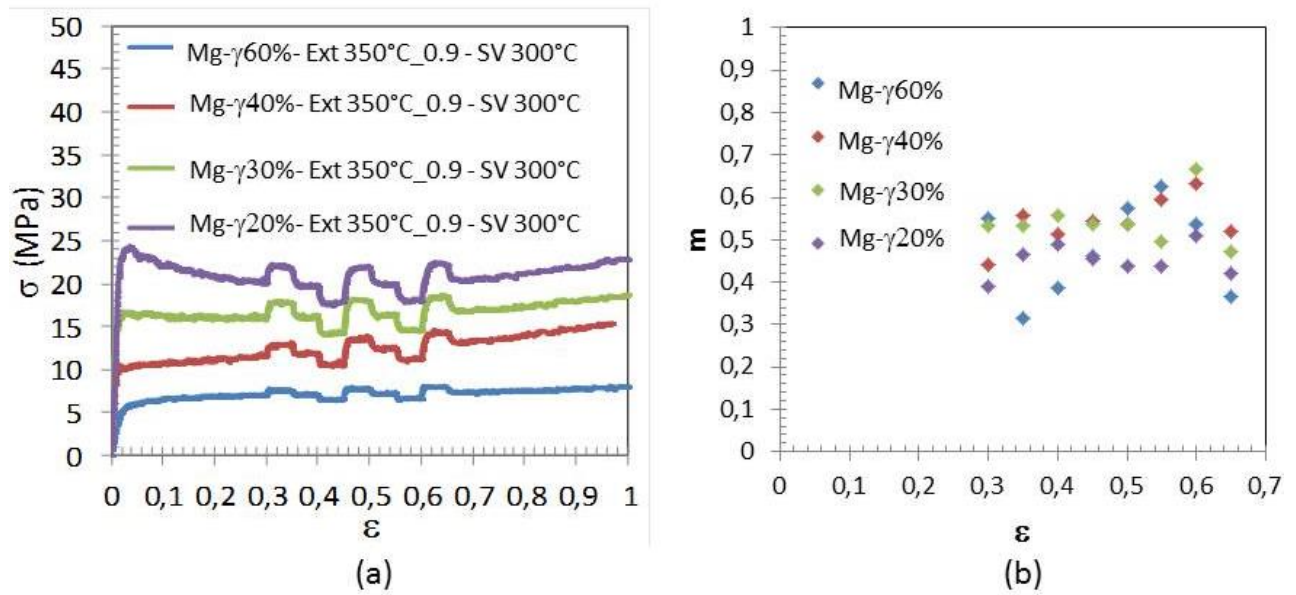 50
45
40
35
30
25
20
15
10
5
0
σ (MPa)
Mg-γ60%- Ext 350°C_0.9 - SV 300°C
Mg-γ40%- Ext 350°C_0.9 - SV 300°C
Mg-γ30%- Ext 350°C_0.9 - SV 300°C
Mg-γ20%- Ext 350°C_0.9 - SV 300°C
0 0,1 0,2 0,3 0,4 0,5 0,6 0,7 0,8 0,9 1
ε
(a)
1
0,9
0,8
0,7
0,6
0,5
0,4
0,3
0,2
0,1
0
m
Mg-γ60%
Mg-γ40%
Mg-γ30%
Mg-γ20%
0 0,1 0,2 0,3 0,4 0,5 0,6 0,7
ε
(b)